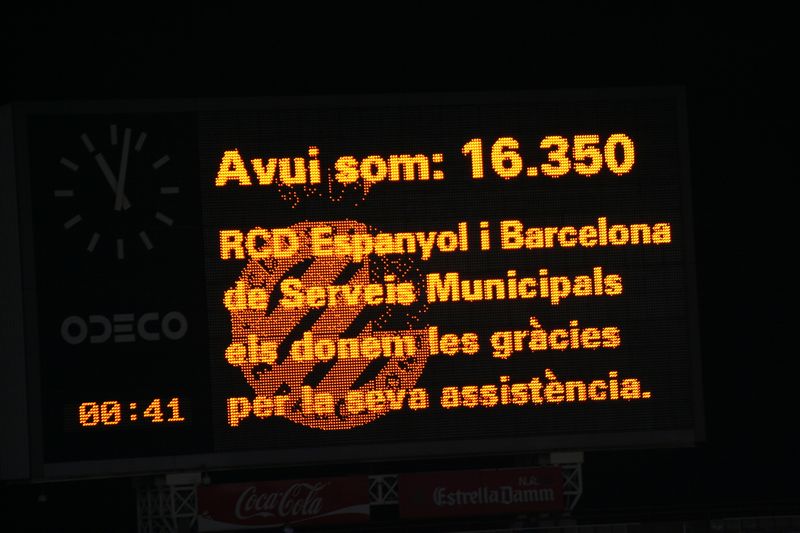 Avui som: 16.350
RCD Espanyol i Barcelona
de Serveis Municipals
els donem les gràcies
per la seva assistència.
ODECO
00:41
Coca-Cola
N.R.
Estrella Damm